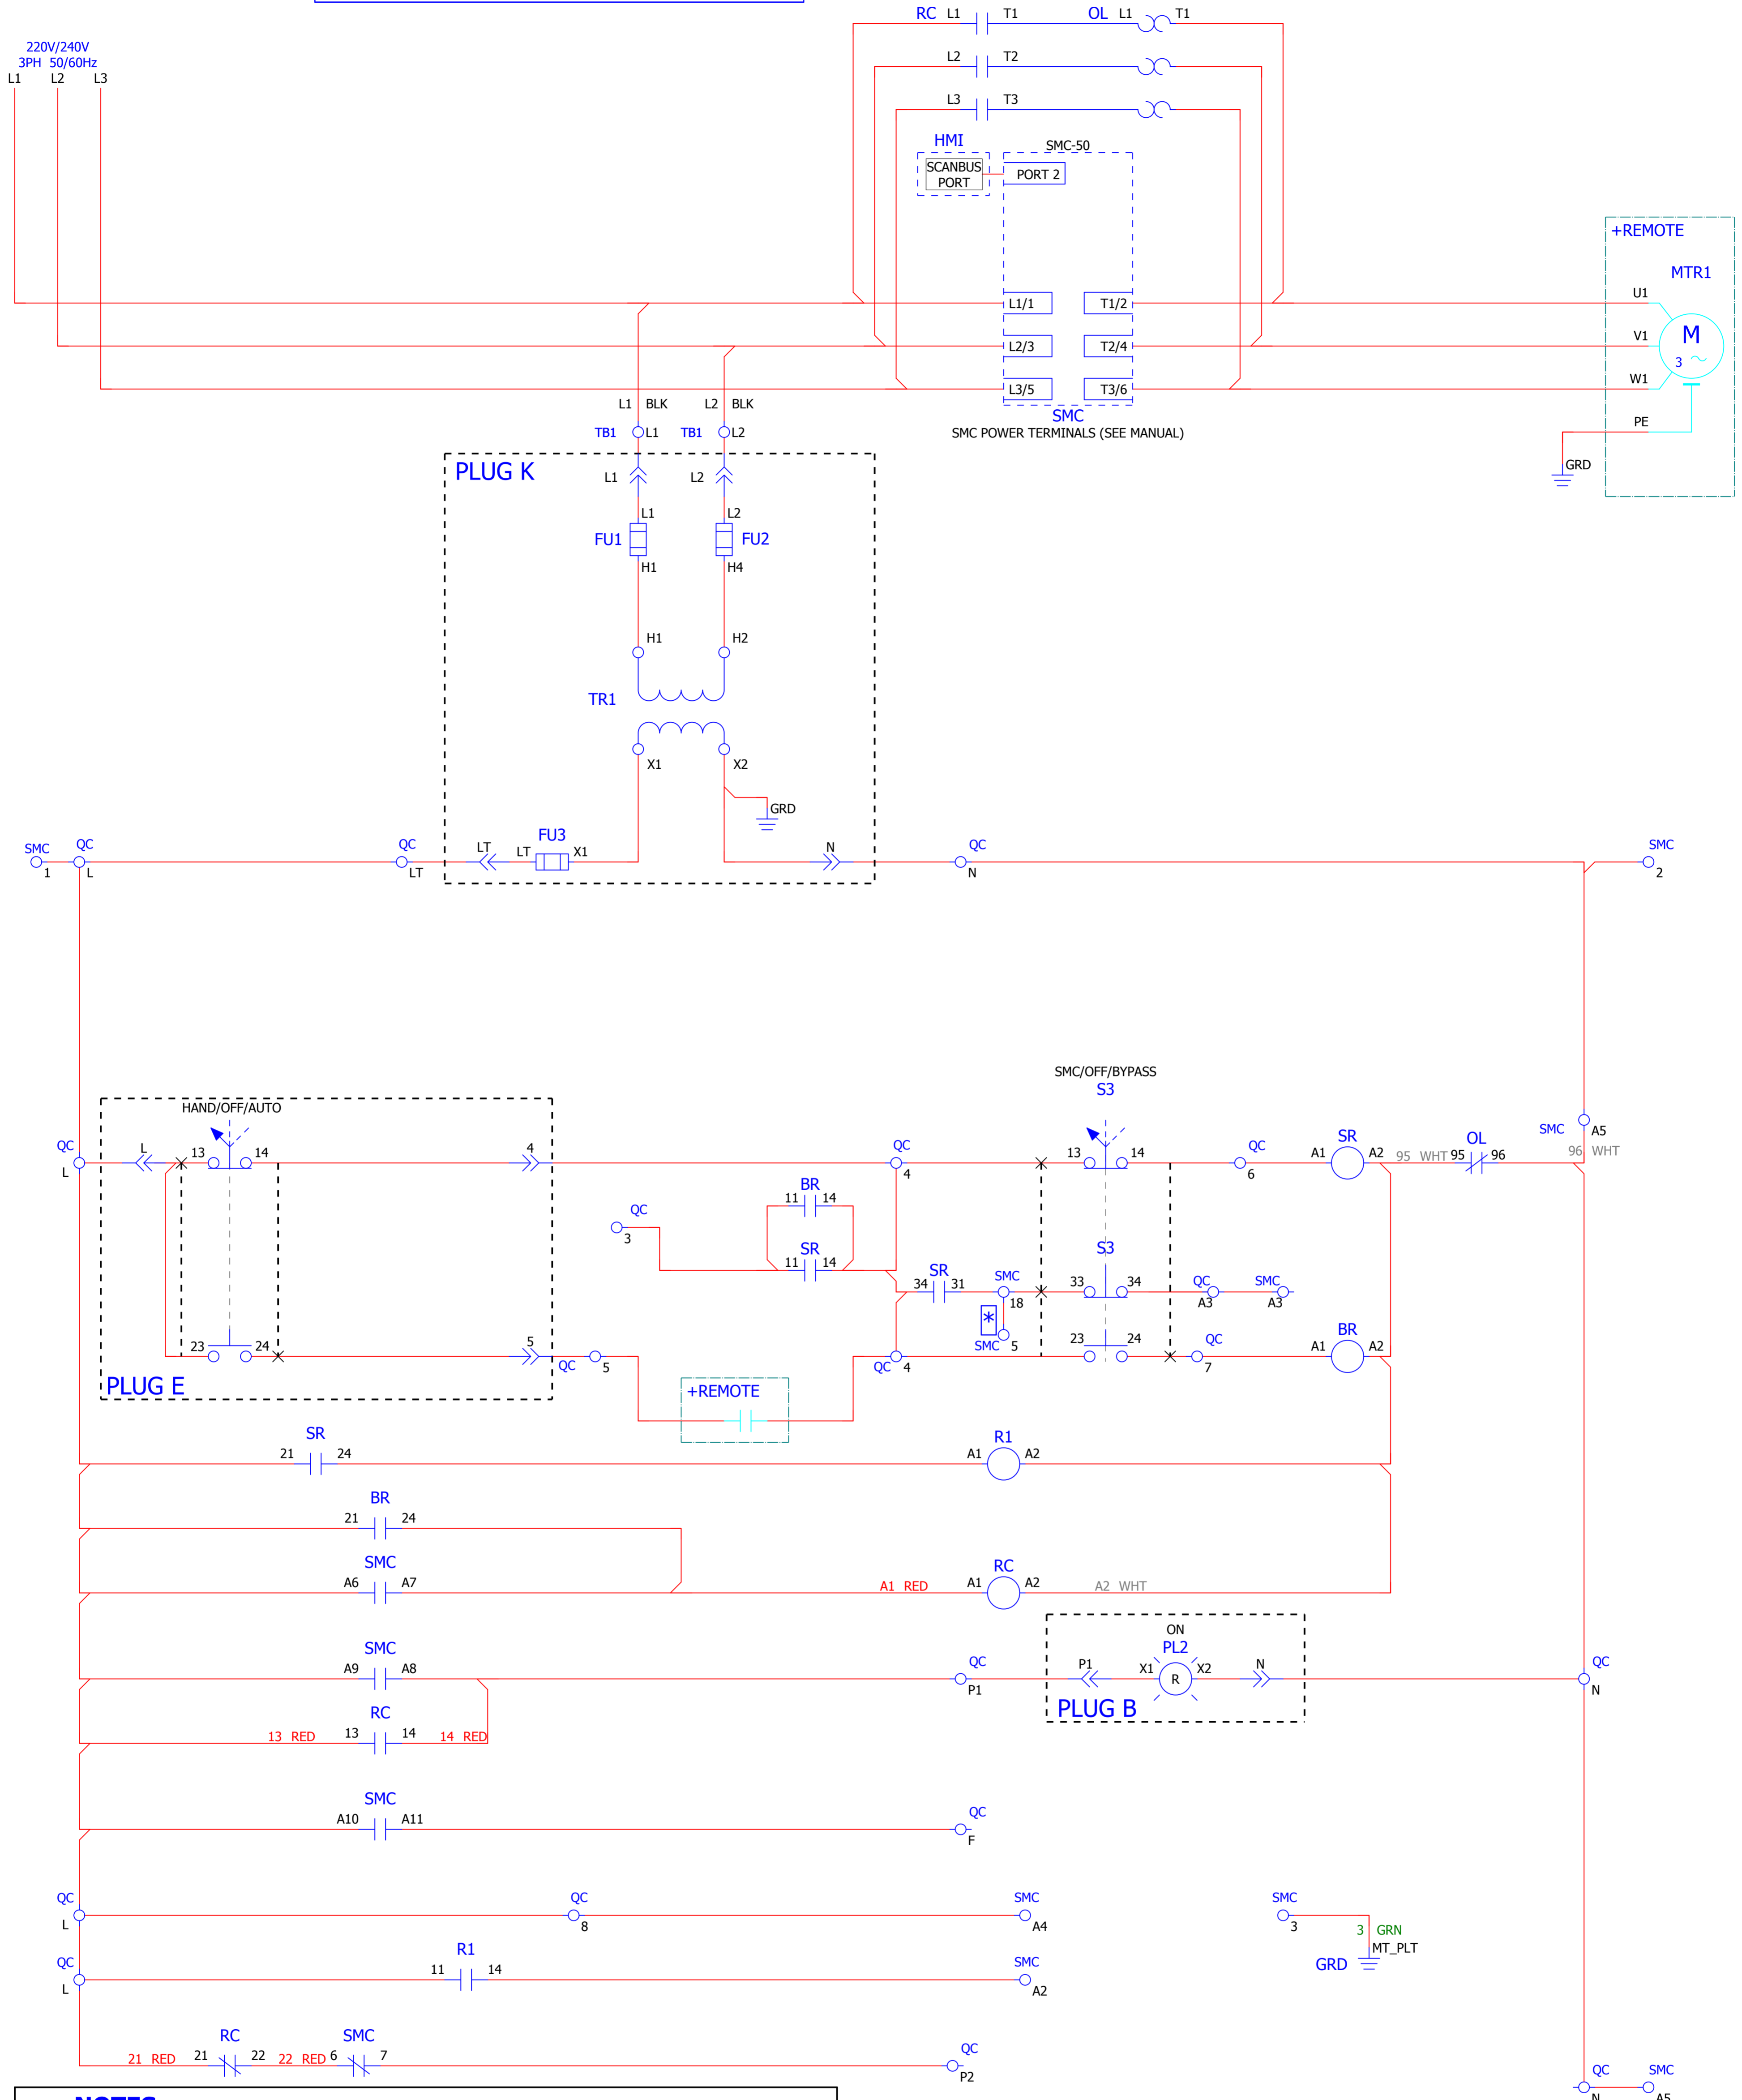 RC L1 T1 OL L1 T1
220V/240V
3PH 50/60Hz
L1 L2 L3
L2 T2
L3 T3
HMI
SMC-50
SCANBUS
PORT
PORT 2
+REMOTE
MTR1
L1/1 T1/2 U1
L2/3 T2/4 V1 M
3
L3/5 T3/6 W1
L1 BLK L2 BLK
SMC
SMC POWER TERMINALS (SEE MANUAL)
PE
TB1 L1 TB1 L2
GRD
PLUG K
L1 L2
L1 L2
FU1 FU2
H1 H4
H1 H2
TR1
X1 X2
GRD
SMC QC QC LT LT FU3 X1 N QC SMC
1 L LT N 2
SMC/OFF/BYPASS
S3
HAND/OFF/AUTO
SMC A5
QC L 13 14 4 QC 13 14 QC SR OL
A1 A2 95 WHT 95 96 96 WHT
L 4 6
BR
11 14
QC
3
SR
11 14
S3
SR
34 31 SMC 33 34 QC SMC
18 A3 A3
*
SMC 5
23 24 5 23 24 QC BR
A1 A2
QC 5 QC 4 7
PLUG E
+REMOTE
SR
21 24
R1
A1 A2
BR
21 24
SMC
A6 A7
RC
A1 RED A1 A2 A2 WHT
ON
SMC
A9 A8
PL2
QC P1 X1 R X2 N QC
P1 N
PLUG B
RC
13 RED 13 14 14 RED
SMC
A10 A11
QC
F
QC QC SMC SMC
L 8 A4 3
3 GRN
MT_PLT
GRD
R1
QC 11 14 SMC
L A2
RC SMC
21 RED 21 22 22 RED 6 7
QC
P2
QC SMC
N A5
NOTES